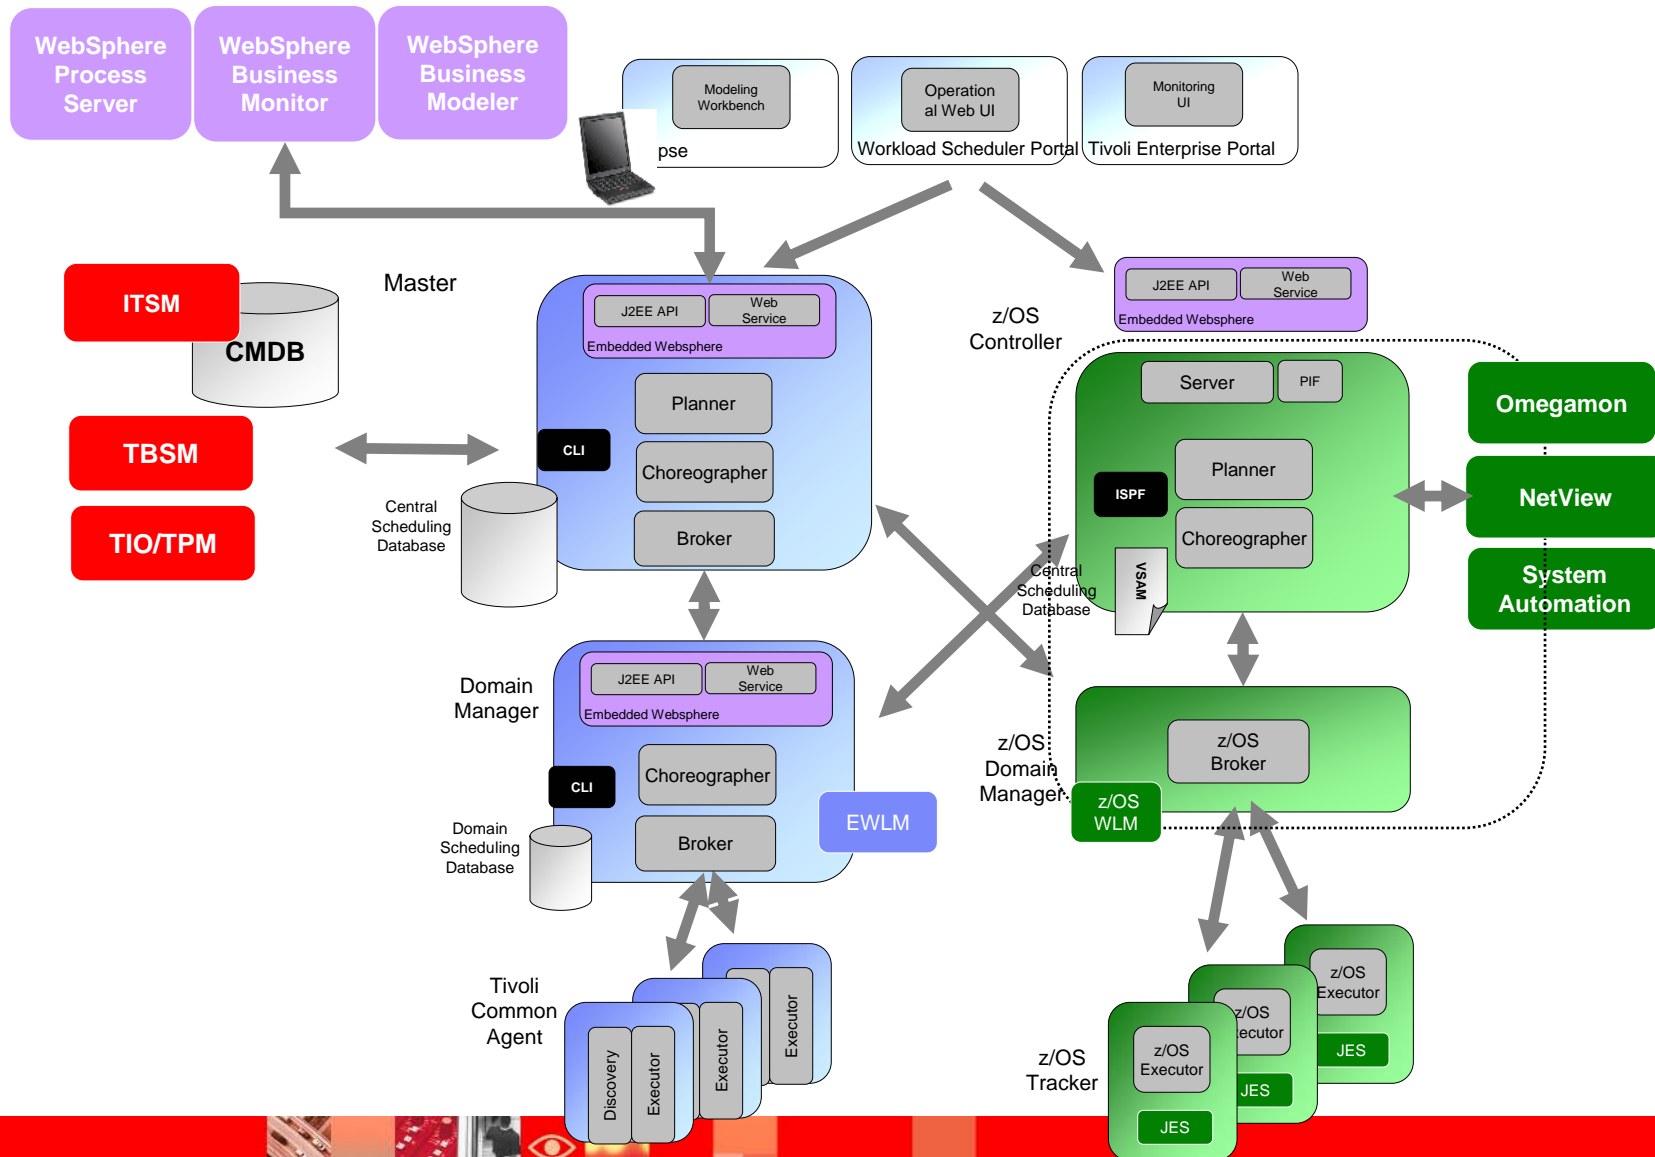 WebSphere
Process
Server
WebSphere
Business
Monitor
WebSphere
Business
Modeler
Modeling
Workbench
pse
Operation
al Web UI
Workload Scheduler Portal
Monitoring
UI
Tivoli Enterprise Portal
ITSM
CMDB
TBSM
TIO/TPM
Master
J2EE API
Web
Service
Embedded Websphere
Planner
CLI
Choreographer
Broker
Central
Scheduling
Database
z/OS
Controller
J2EE API
Web
Service
Embedded Websphere
Server
PIF
Planner
ISPF
Choreographer
VSAM
Central
Scheduling
Database
Omegamon
NetView
System
Automation
Domain
Manager
J2EE API
Web
Service
Embedded Websphere
Choreographer
CLI
Broker
EWLM
Domain
Scheduling
Database
z/OS
Domain
Manager
z/OS
Broker
z/OS
WLM
Tivoli
Common
Agent
Discovery
Executor
Executor
Executor
z/OS
Tracker
z/OS
Executor
JES
z/OS
ecutor
JES
z/OS
Executor
JES